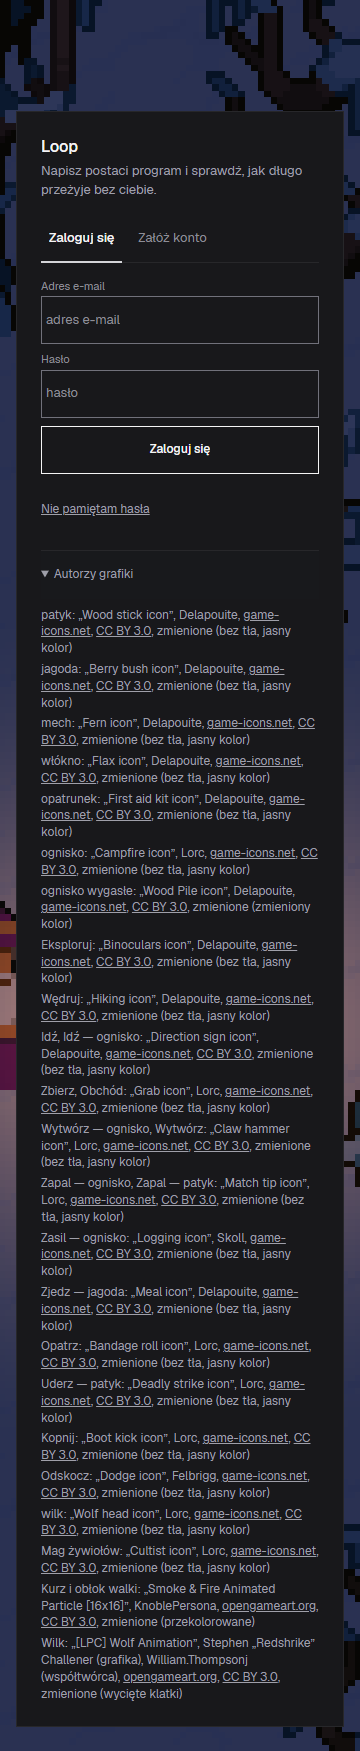 Loop
Napisz postaci program i sprawdź, jak długo
przeżyje bez ciebie.
Zaloguj się
Załóż konto
Adres e-mail
adres e-mail
Hasło
hasło
Zaloguj się
Nie pamiętam hasła
▼ Autorzy grafiki
patyk: „Wood stick icon”, Delapouite, game-
icons.net, CC BY 3.0, zmienione (bez tła, jasny
kolor)
jagoda: „Berry bush icon”, Delapouite, game-
icons.net, CC BY 3.0, zmienione (bez tła, jasny
kolor)
mech: „Fern icon”, Delapouite, game-icons.net, CC
BY 3.0, zmienione (bez tła, jasny kolor)
włókno: „Flax icon”, Delapouite, game-icons.net,
CC BY 3.0, zmienione (bez tła, jasny kolor)
opatrunek: „First aid kit icon”, Delapouite, game-
icons.net, CC BY 3.0, zmienione (bez tła, jasny
kolor)
ognisko: „Campfire icon”, Lorc, game-icons.net, CC
BY 3.0, zmienione (bez tła, jasny kolor)
ognisko wygasłe: „Wood Pile icon”, Delapouite,
game-icons.net, CC BY 3.0, zmienione (zmieniony
kolor)
Eksploruj: „Binoculars icon”, Delapouite, game-
icons.net, CC BY 3.0, zmienione (bez tła, jasny
kolor)
Wędruj: „Hiking icon”, Delapouite, game-icons.net,
CC BY 3.0, zmienione (bez tła, jasny kolor)
Idź, Idź — ognisko: „Direction sign icon”,
Delapouite, game-icons.net, CC BY 3.0, zmienione
(bez tła, jasny kolor)
Zbierz, Obchód: „Grab icon”, Lorc, game-icons.net,
CC BY 3.0, zmienione (bez tła, jasny kolor)
Wytwórz — ognisko, Wytwórz: „Claw hammer
icon”, Lorc, game-icons.net, CC BY 3.0, zmienione
(bez tła, jasny kolor)
Zapal — ognisko, Zapal — patyk: „Match tip icon”,
Lorc, game-icons.net, CC BY 3.0, zmienione (bez
tła, jasny kolor)
Zasil — ognisko: „Logging icon”, Skoll, game-
icons.net, CC BY 3.0, zmienione (bez tła, jasny
kolor)
Zjedz — jagoda: „Meal icon”, Delapouite, game-
icons.net, CC BY 3.0, zmienione (bez tła, jasny
kolor)
Opatrz: „Bandage roll icon”, Lorc, game-icons.net,
CC BY 3.0, zmienione (bez tła, jasny kolor)
Uderz — patyk: „Deadly strike icon”, Lorc, game-
icons.net, CC BY 3.0, zmienione (bez tła, jasny
kolor)
Kopnij: „Boot kick icon”, Lorc, game-icons.net, CC
BY 3.0, zmienione (bez tła, jasny kolor)
Odskocz: „Dodge icon”, Felbrigg, game-icons.net,
CC BY 3.0, zmienione (bez tła, jasny kolor)
wilk: „Wolf head icon”, Lorc, game-icons.net, CC
BY 3.0, zmienione (bez tła, jasny kolor)
Mag żywiołów: „Cultist icon”, Lorc, game-icons.net,
CC BY 3.0, zmienione (bez tła, jasny kolor)
Kurz i obłok walki: „Smoke & Fire Animated
Particle [16x16]”, KnoblePersona, opengameart.org,
CC BY 3.0, zmienione (przekolorowane)
Wilk: „[LPC] Wolf Animation”, Stephen „Redshrike”
Challener (grafika), William.Thompsonj
(współtwórca), opengameart.org, CC BY 3.0,
zmienione (wycięte klatki)